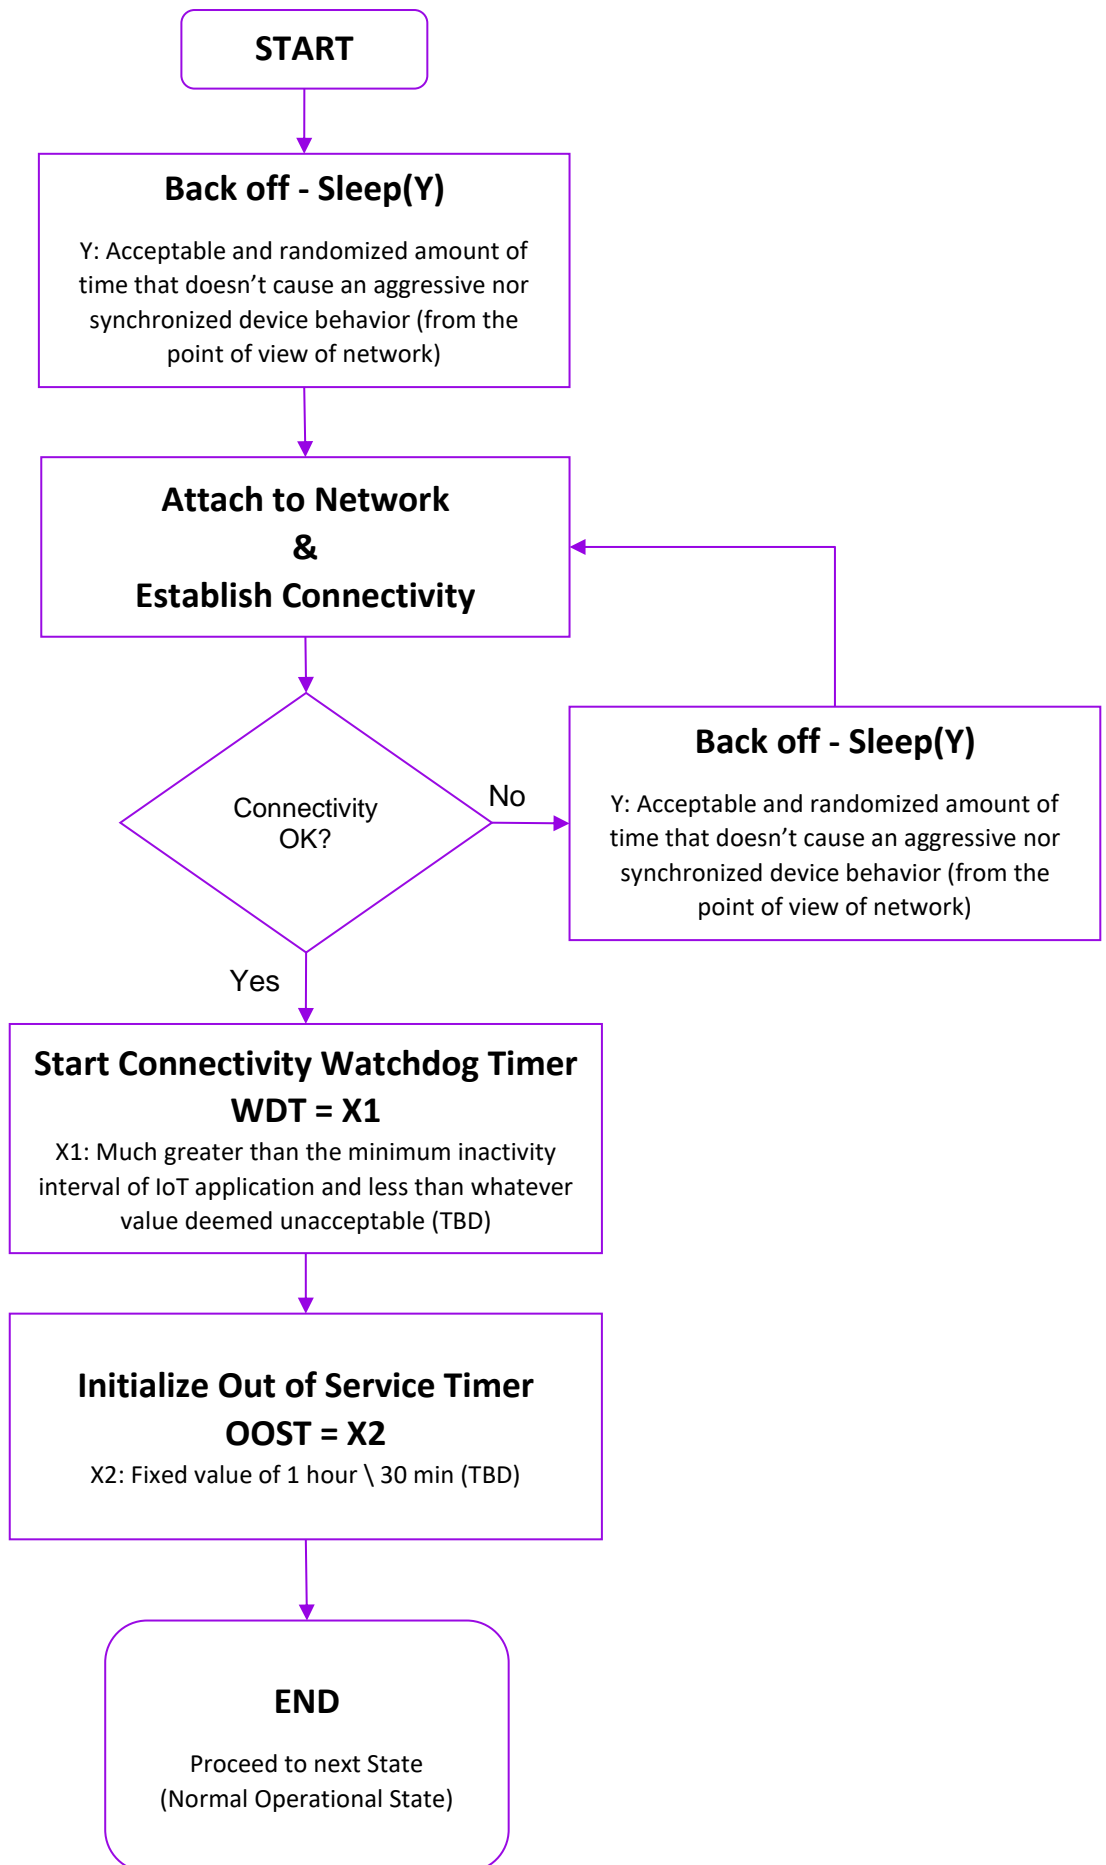 START
Back off - Sleep(Y)
Y: Acceptable and randomized amount of
time that doesn’t cause an aggressive nor
synchronized device behavior (from the
point of view of network)
Attach to Network
&
Establish Connectivity
Connectivity
OK?
No
Back off - Sleep(Y)
Y: Acceptable and randomized amount of
time that doesn’t cause an aggressive nor
synchronized device behavior (from the
point of view of network)
Yes
Start Connectivity Watchdog Timer
WDT = X1
X1: Much greater than the minimum inactivity
interval of IoT application and less than whatever
value deemed unacceptable (TBD)
Initialize Out of Service Timer
OOST = X2
X2: Fixed value of 1 hour \ 30 min (TBD)
END
Proceed to next State
(Normal Operational State)